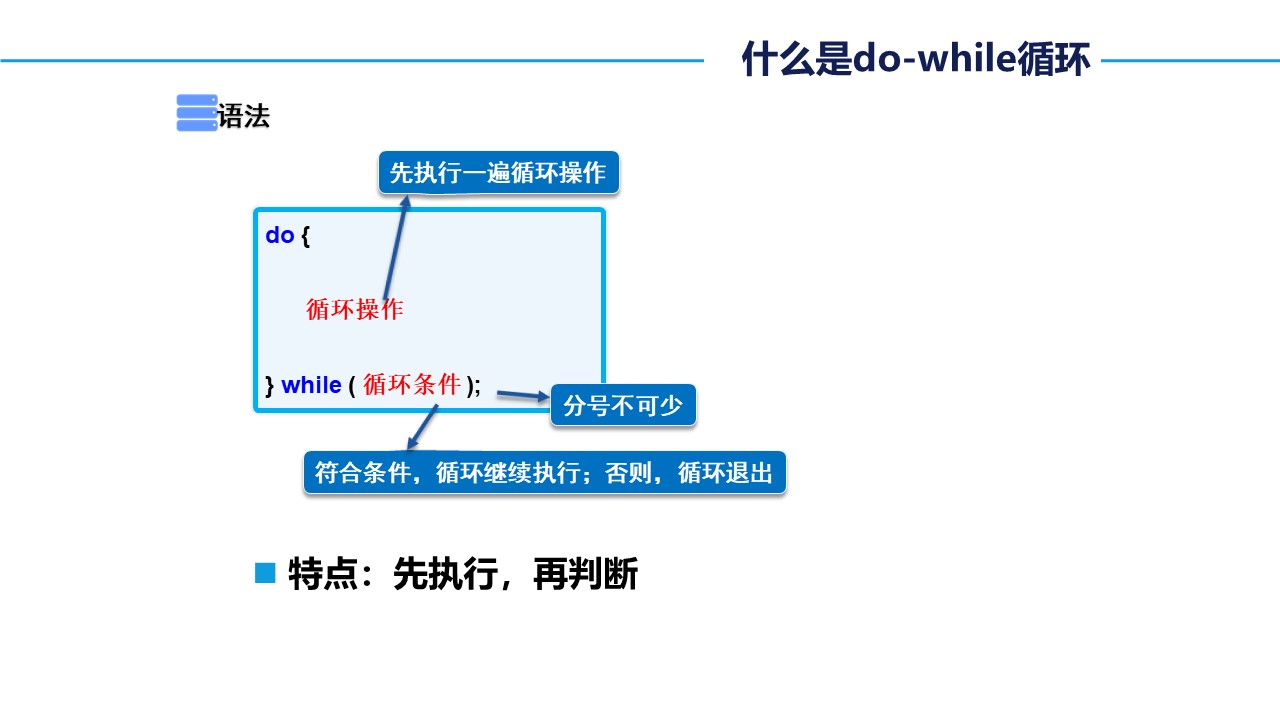 什么是do-while循环
语法
先执行一遍循环操作
do {
循环操作
} while ( 循环条件 );
分号不可少
符合条件，循环继续执行；否则，循环退出
特点：先执行，再判断